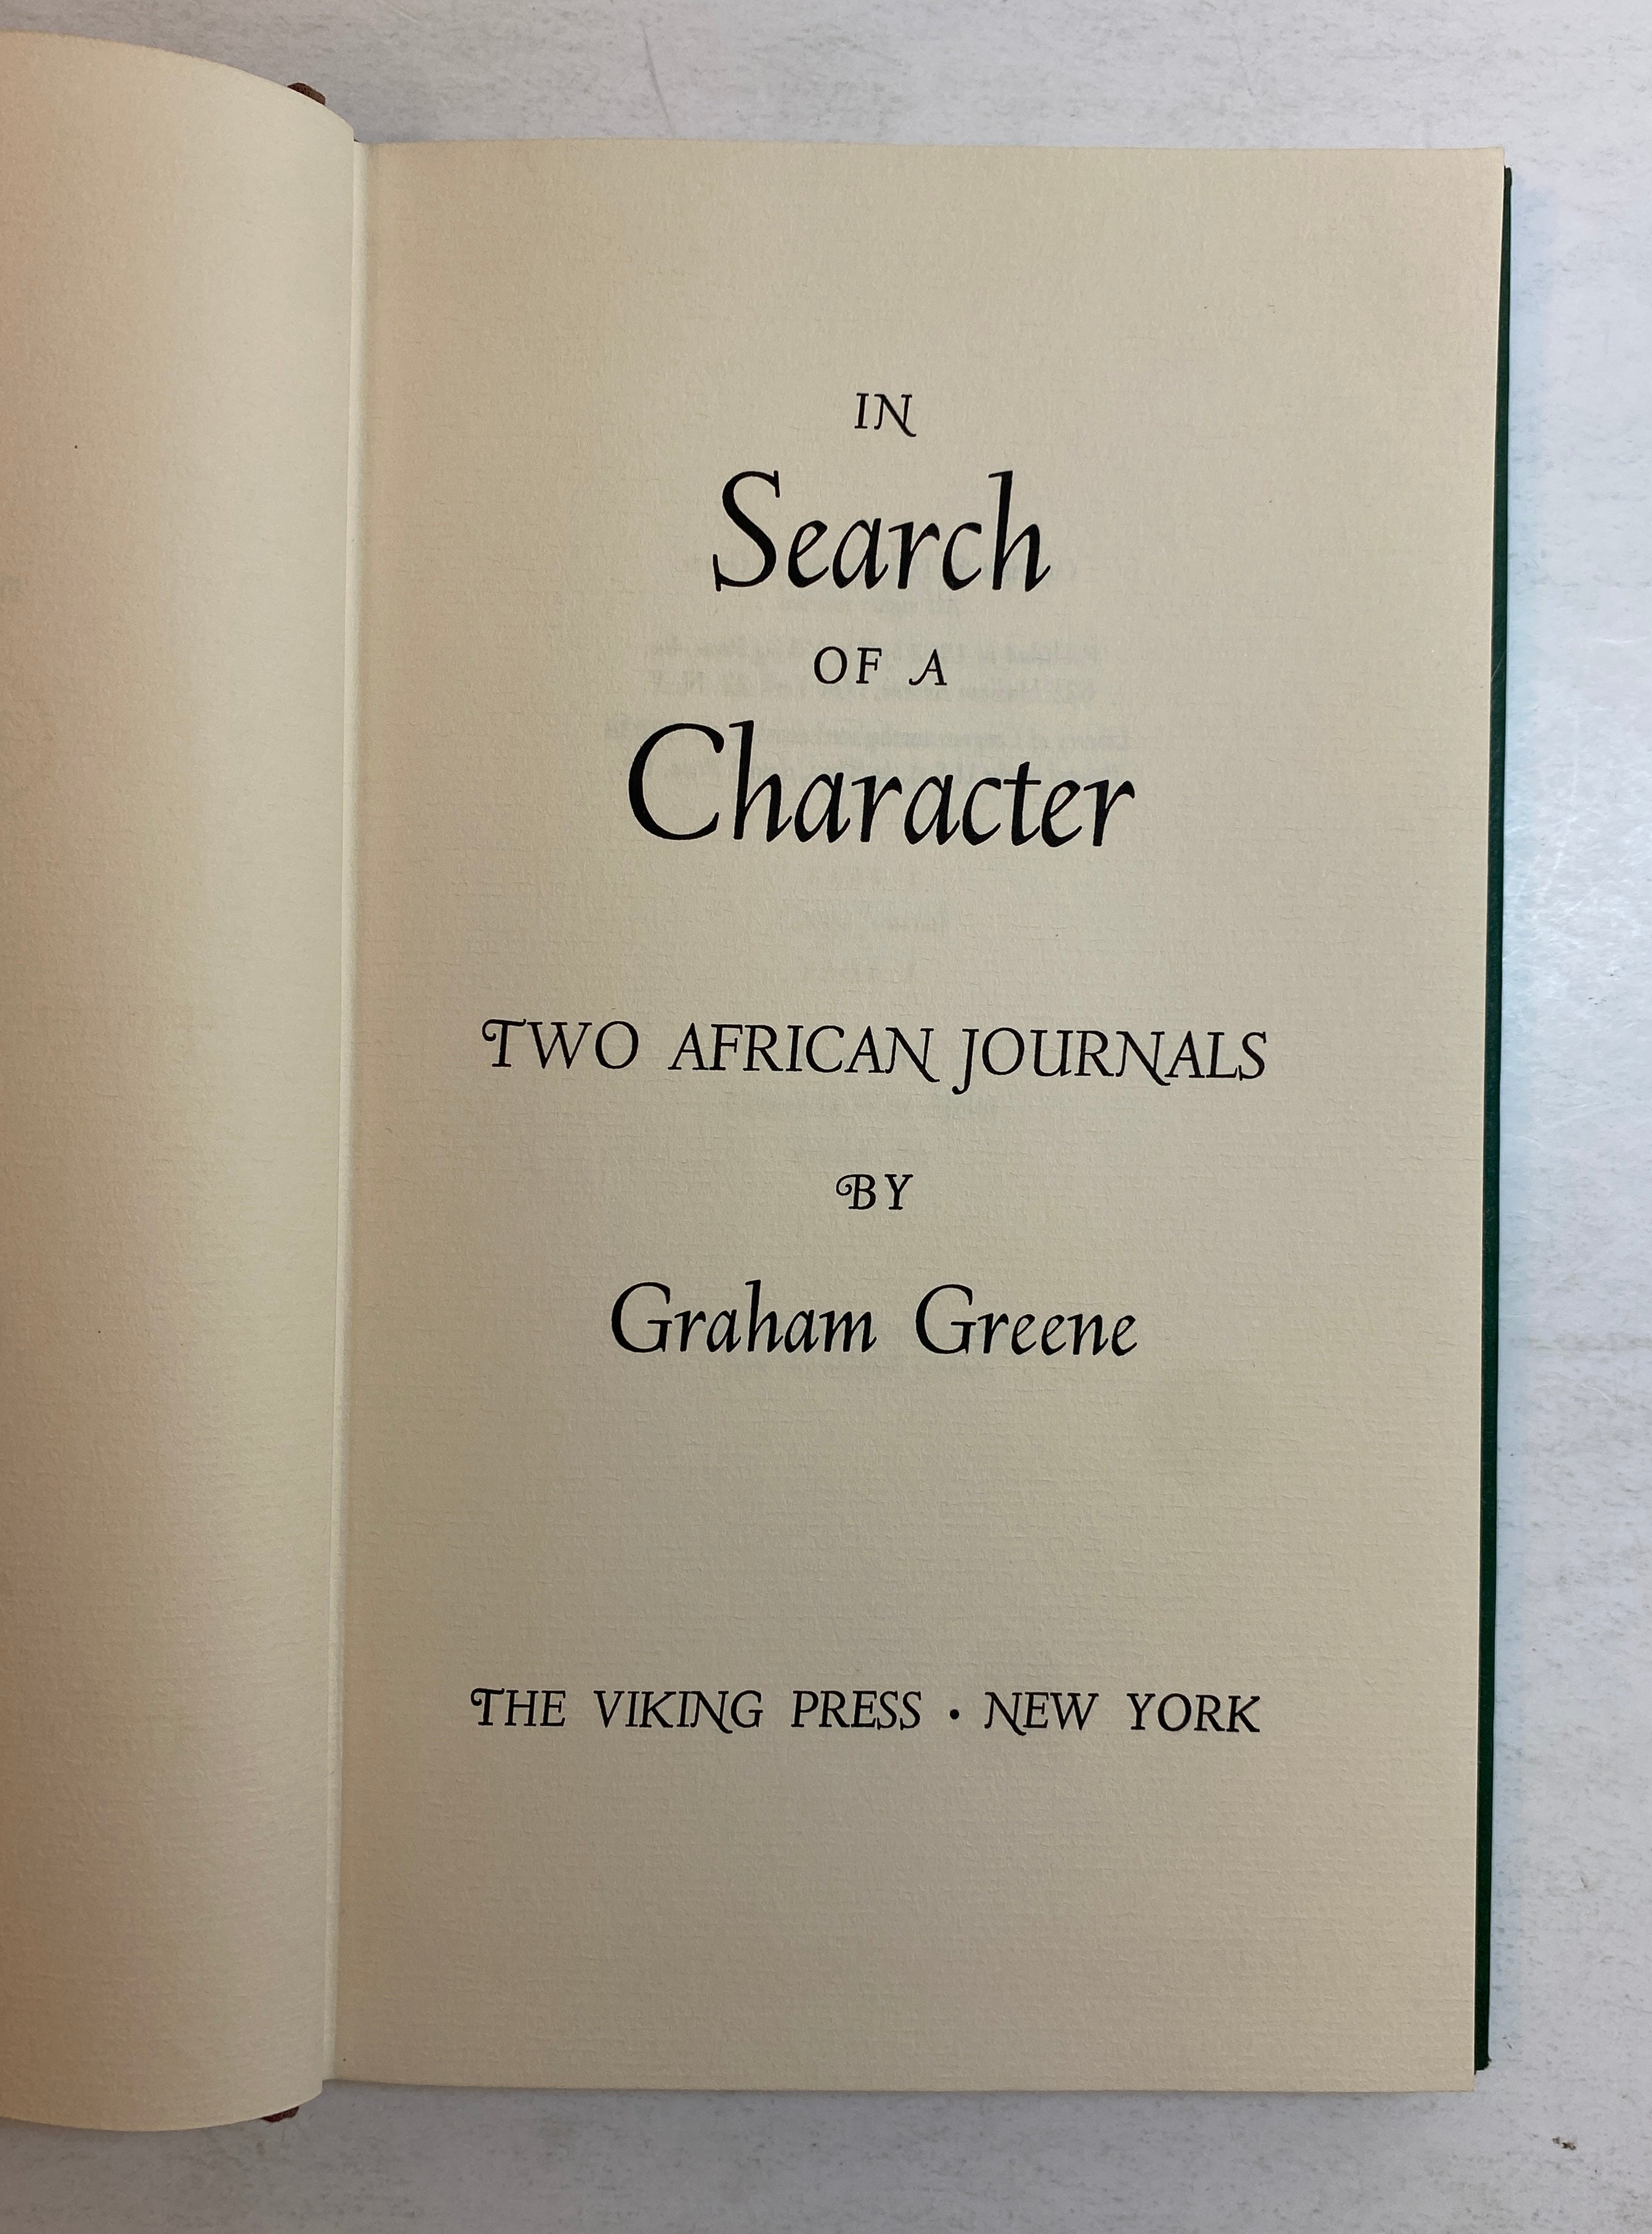 IN
Search
OF A
Character
TWO AFRICAN JOURNALS
BY
Graham Greene
THE VIKING PRESS • NEW YORK